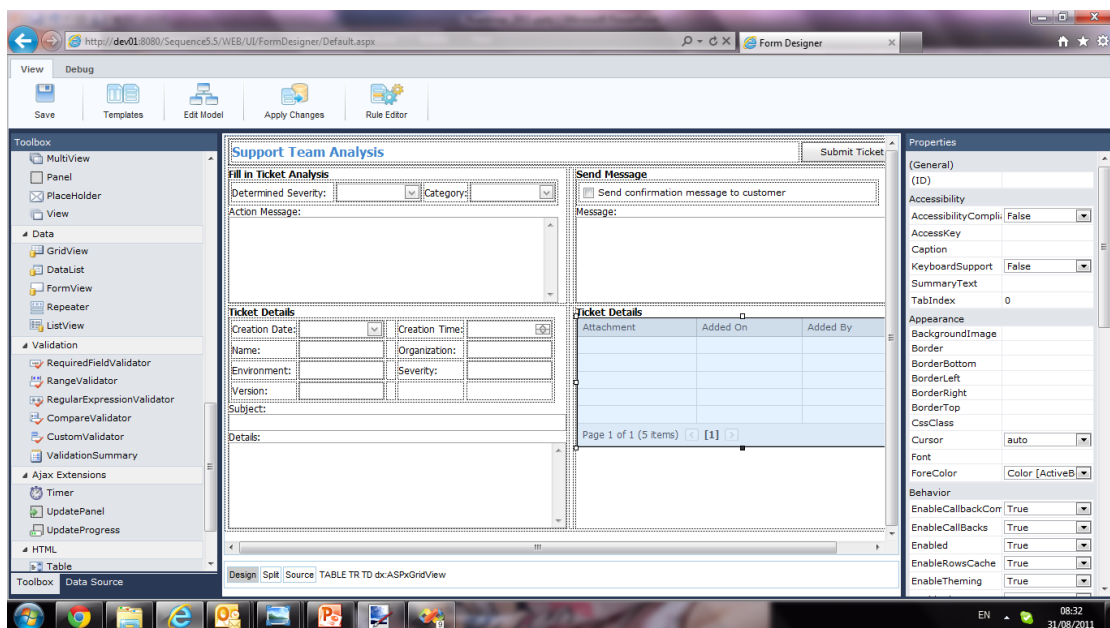 http://dev01:8080/Sequence5.5/WEB/UI/FormDesigner/Default.aspx
Form Designer
View Debug
Save Templates Edit Model Apply Changes Rule Editor
Toolbox
MultiView
Panel
PlaceHolder
View
Data
GridView
DataList
FormView
Repeater
ListView
Validation
RequiredFieldValidator
RangeValidator
RegularExpressionValidator
CompareValidator
CustomValidator
ValidationSummary
Ajax Extensions
Timer
UpdatePanel
UpdateProgress
HTML
Table
Toolbox Data Source
Support Team Analysis
Submit Ticket
Fill in Ticket Analysis
Determined Severity: Category:
Action Message:
Send Message
Send confirmation message to customer
Message:
Ticket Details
Creation Date: Creation Time:
Name: Organization:
Environment: Severity:
Version:
Subject:
Details:
Ticket Details
Attachment Added On Added By
Page 1 of 1 (5 items) < [1] >
Design Split Source TABLE TR TD dx:ASPxGridView
Properties
(General)
(ID)
Accessibility
AccessibilityCompli False
AccessKey
Caption
KeyboardSupport False
SummaryText
TabIndex 0
Appearance
BackgroundImage
Border
BorderBottom
BorderLeft
BorderRight
BorderTop
CssClass
Cursor auto
Font
ForeColor Color [ActiveB
Behavior
EnableCallbackCom True
EnableCallBacks True
Enabled True
EnableRowsCache True
EnableTheming True
EN
08:32
31/08/2011